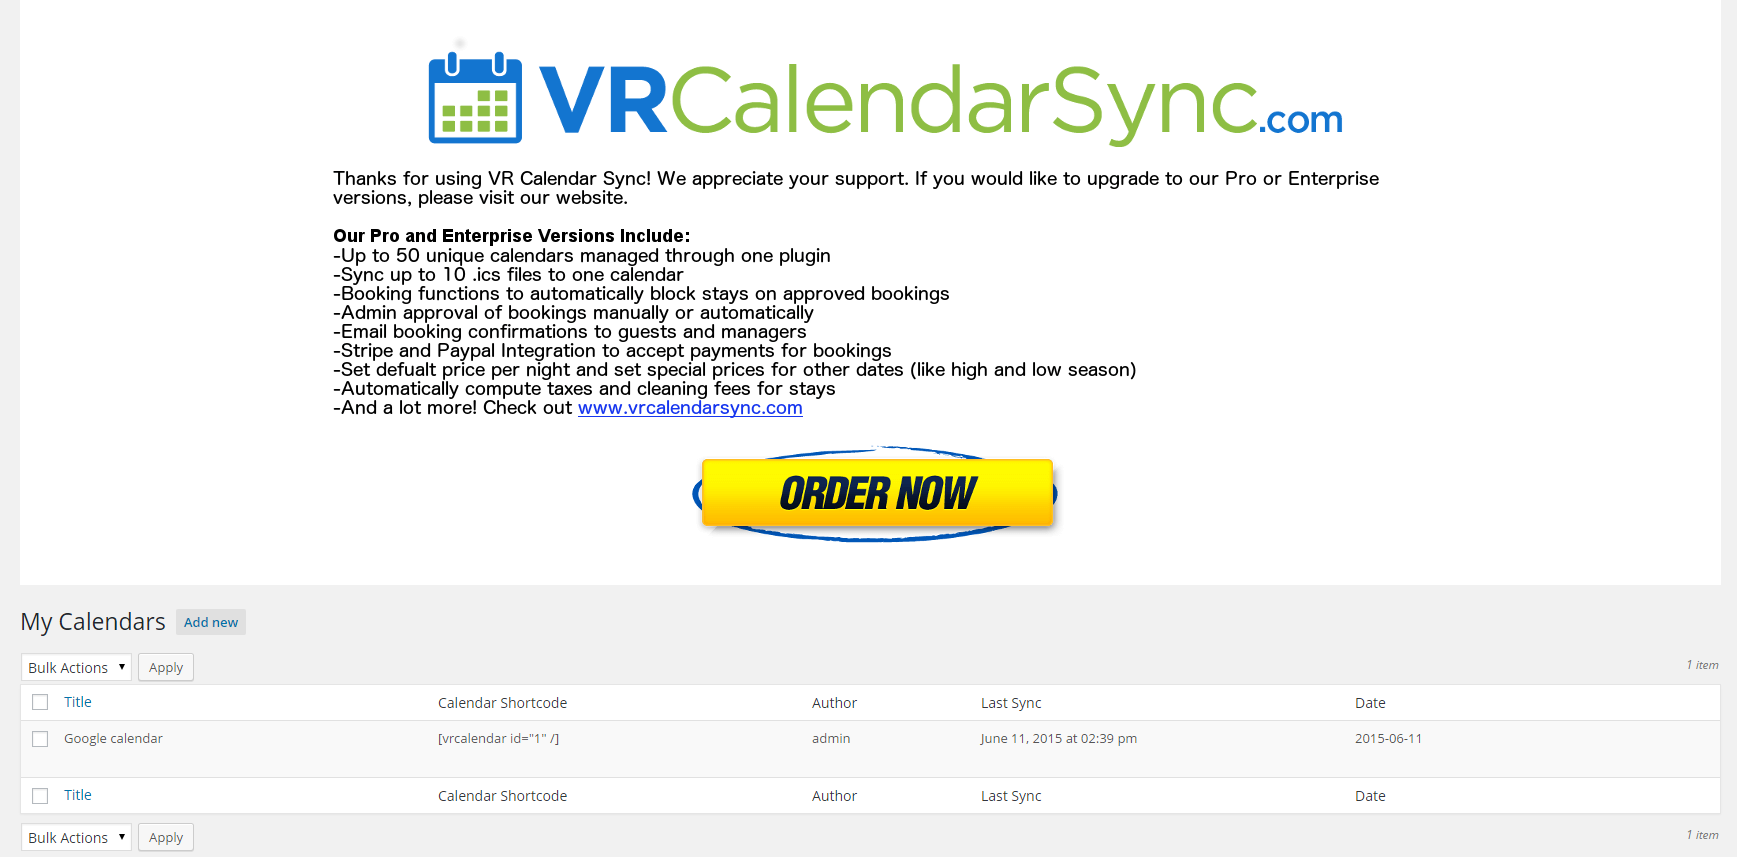 VRCalendarSync.com
Thanks for using VR Calendar Sync! We appreciate your support. If you would like to upgrade to our Pro or Enterprise
versions, please visit our website.
Our Pro and Enterprise Versions Include:
-Up to 50 unique calendars managed through one plugin
-Sync up to 10 .ics files to one calendar
-Booking functions to automatically block stays on approved bookings
-Admin approval of bookings manually or automatically
-Email booking confirmations to guests and managers
-Stripe and Paypal Integration to accept payments for bookings
-Set defualt price per night and set special prices for other dates (like high and low season)
-Automatically compute taxes and cleaning fees for stays
-And a lot more! Check out www.vrcalendarsync.com
ORDER NOW
My Calendars Add new
Bulk Actions Apply 1 item
Title Calendar Shortcode Author Last Sync Date
Google calendar [vrcalendar id="1" /] admin June 11, 2015 at 02:39 pm 2015-06-11
Title Calendar Shortcode Author Last Sync Date
Bulk Actions Apply 1 item